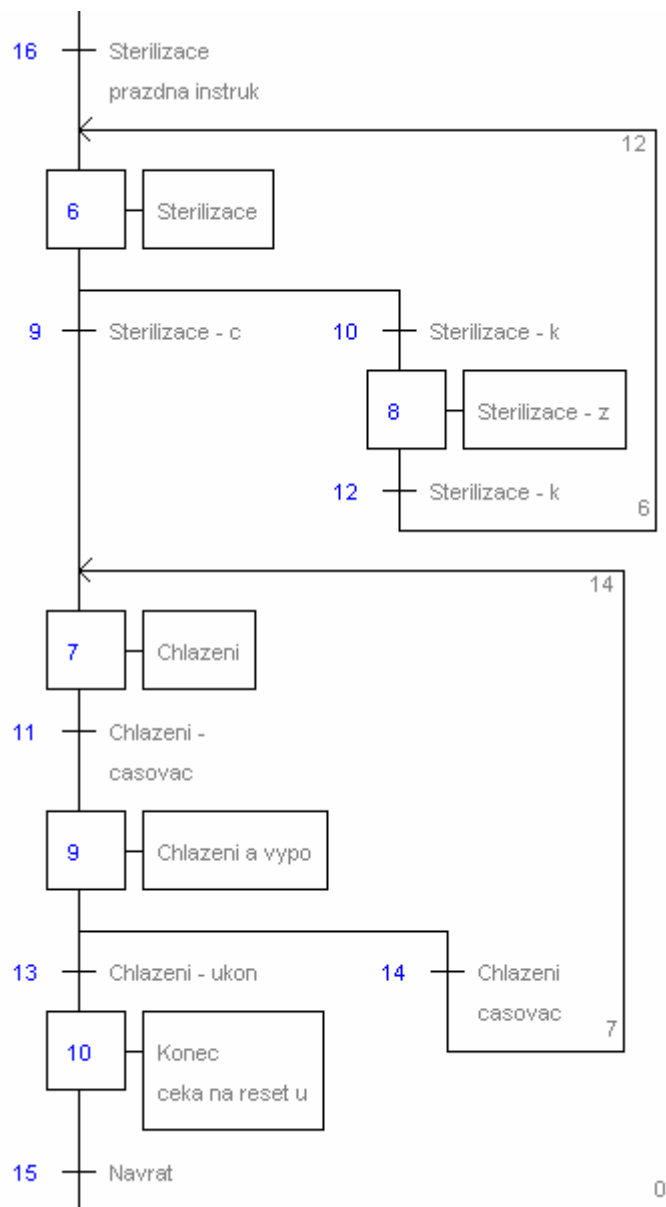 16 Sterilizace
prazdna instruk
12
6 Sterilizace
9 Sterilizace - c 10 Sterilizace - k
8 Sterilizace - z
12 Sterilizace - k
6
14
7 Chlazeni
11 Chlazeni -
casovac
9 Chlazeni a vypo
13 Chlazeni - ukon 14 Chlazeni
casovac
7
10 Konec
ceka na reset u
15 Navrat
0